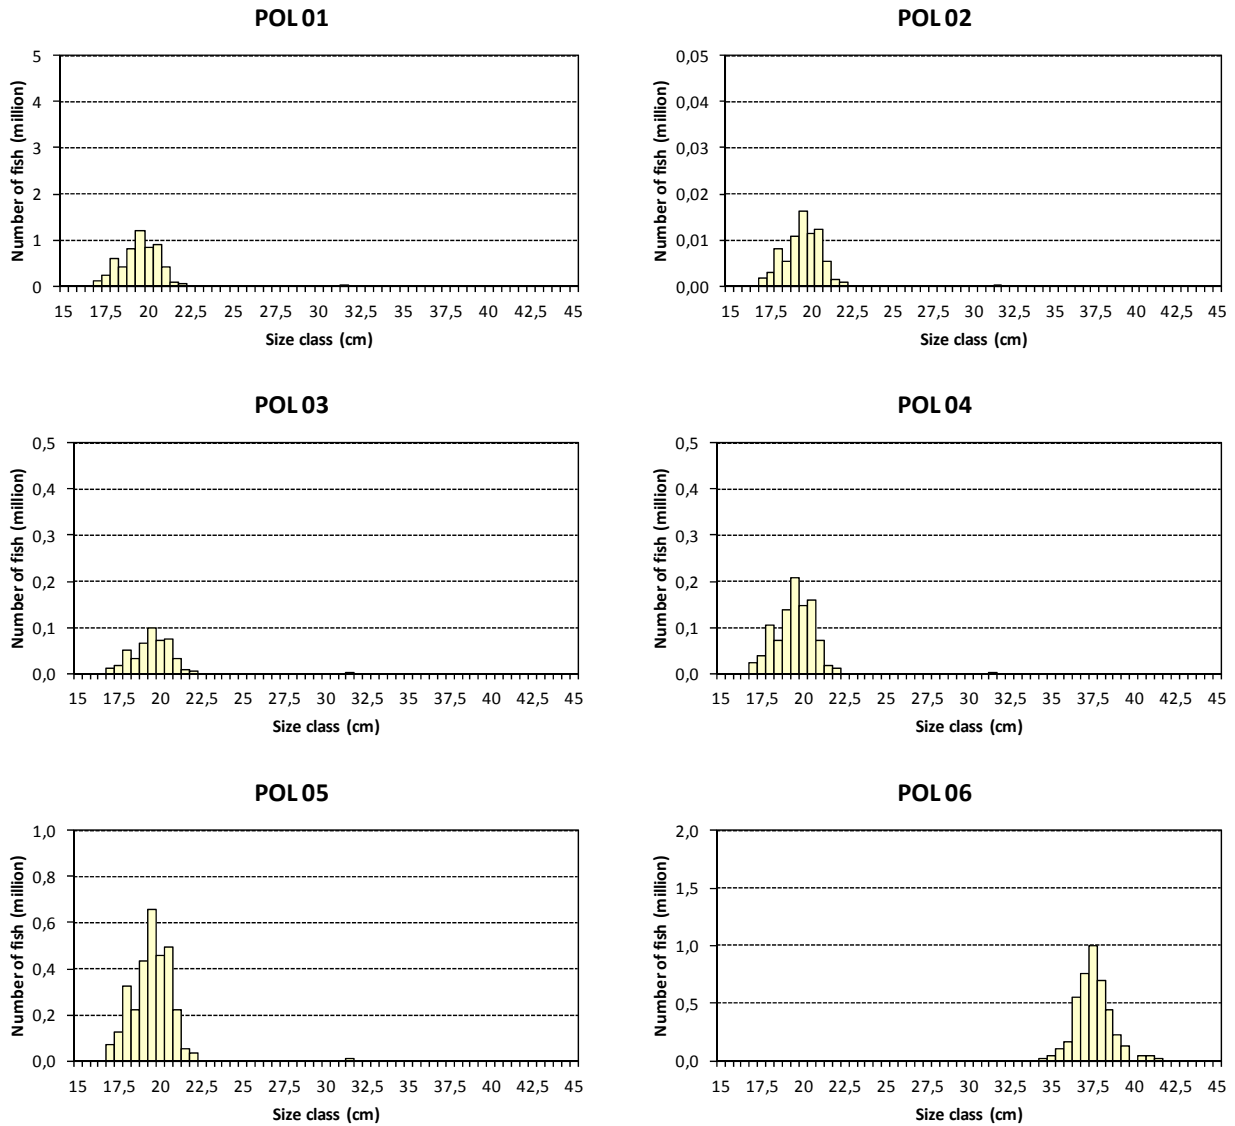 POL 01
Number of fish (million)
5
4
3
2
1
0
15 17,5 20 22,5 25 27,5 30 32,5 35 37,5 40 42,5 45
Size class (cm)
POL 02
Number of fish (million)
0,05
0,04
0,03
0,02
0,01
0,00
15 17,5 20 22,5 25 27,5 30 32,5 35 37,5 40 42,5 45
Size class (cm)
POL 03
Number of fish (million)
0,5
0,4
0,3
0,2
0,1
0,0
15 17,5 20 22,5 25 27,5 30 32,5 35 37,5 40 42,5 45
Size class (cm)
POL 04
Number of fish (million)
0,5
0,4
0,3
0,2
0,1
0,0
15 17,5 20 22,5 25 27,5 30 32,5 35 37,5 40 42,5 45
Size class (cm)
POL 05
Number of fish (million)
1,0
0,8
0,6
0,4
0,2
0,0
15 17,5 20 22,5 25 27,5 30 32,5 35 37,5 40 42,5 45
Size class (cm)
POL 06
Number of fish (million)
2,0
1,5
1,0
0,5
0,0
15 17,5 20 22,5 25 27,5 30 32,5 35 37,5 40 42,5 45
Size class (cm)